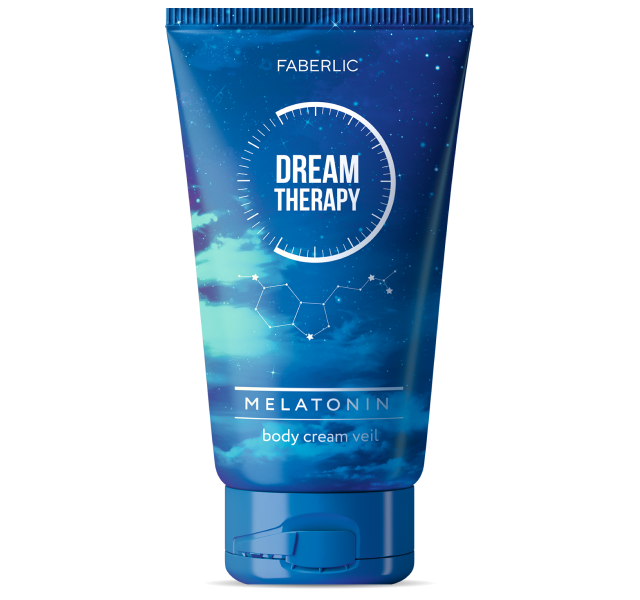 FABERLIC
DREAM
THERAPY
MELATONIN
body cream veil